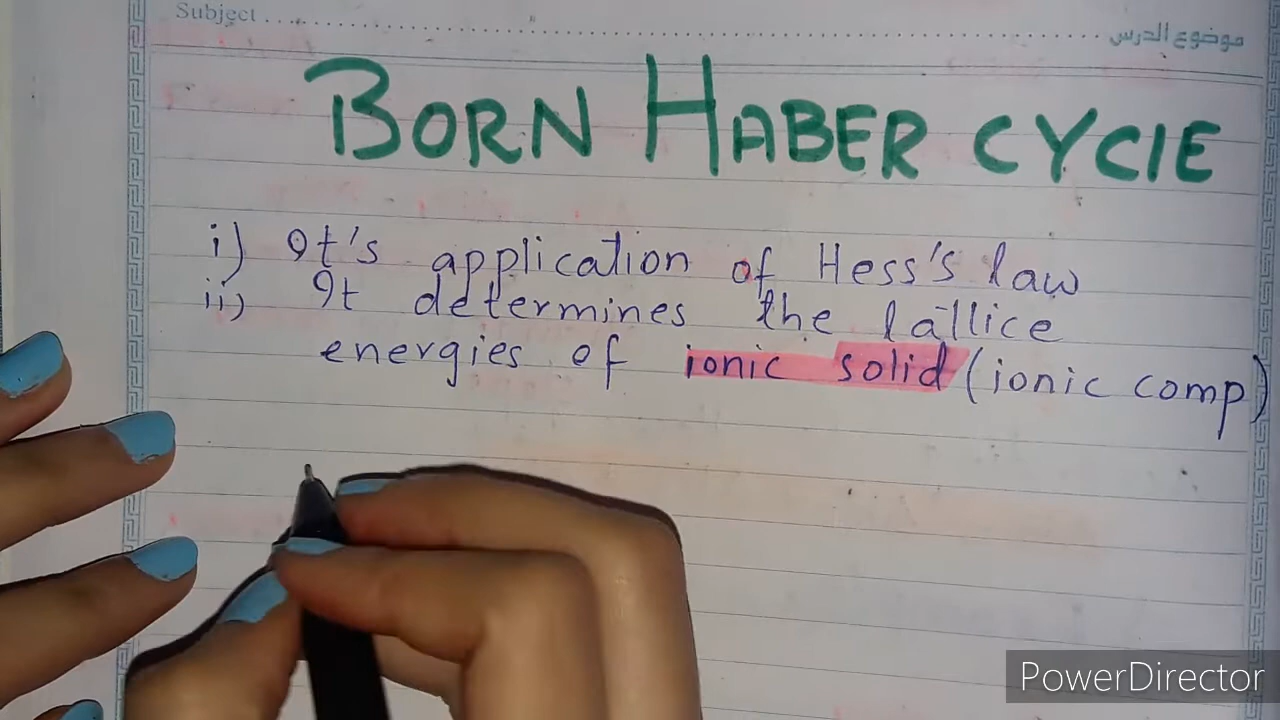 Subject ........ موضوع الدرس
BORN HABER CYCIE
i) It's application of Hess's law
ii) It determines the lattice
energies of ionic solid (ionic comp)
PowerDirector